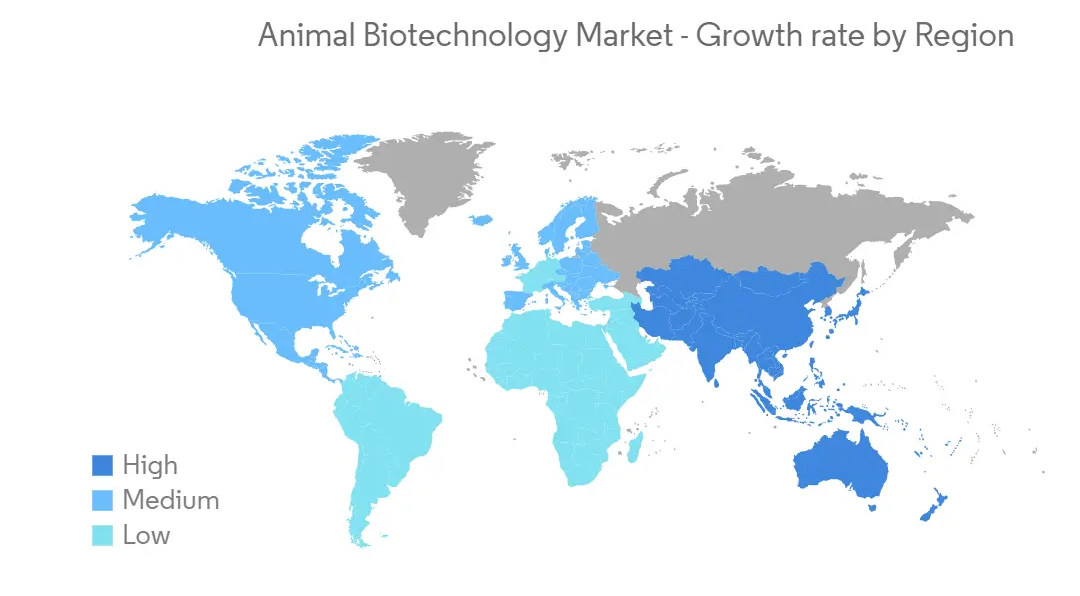 Animal Biotechnology Market - Growth rate by Region
High
Medium
Low